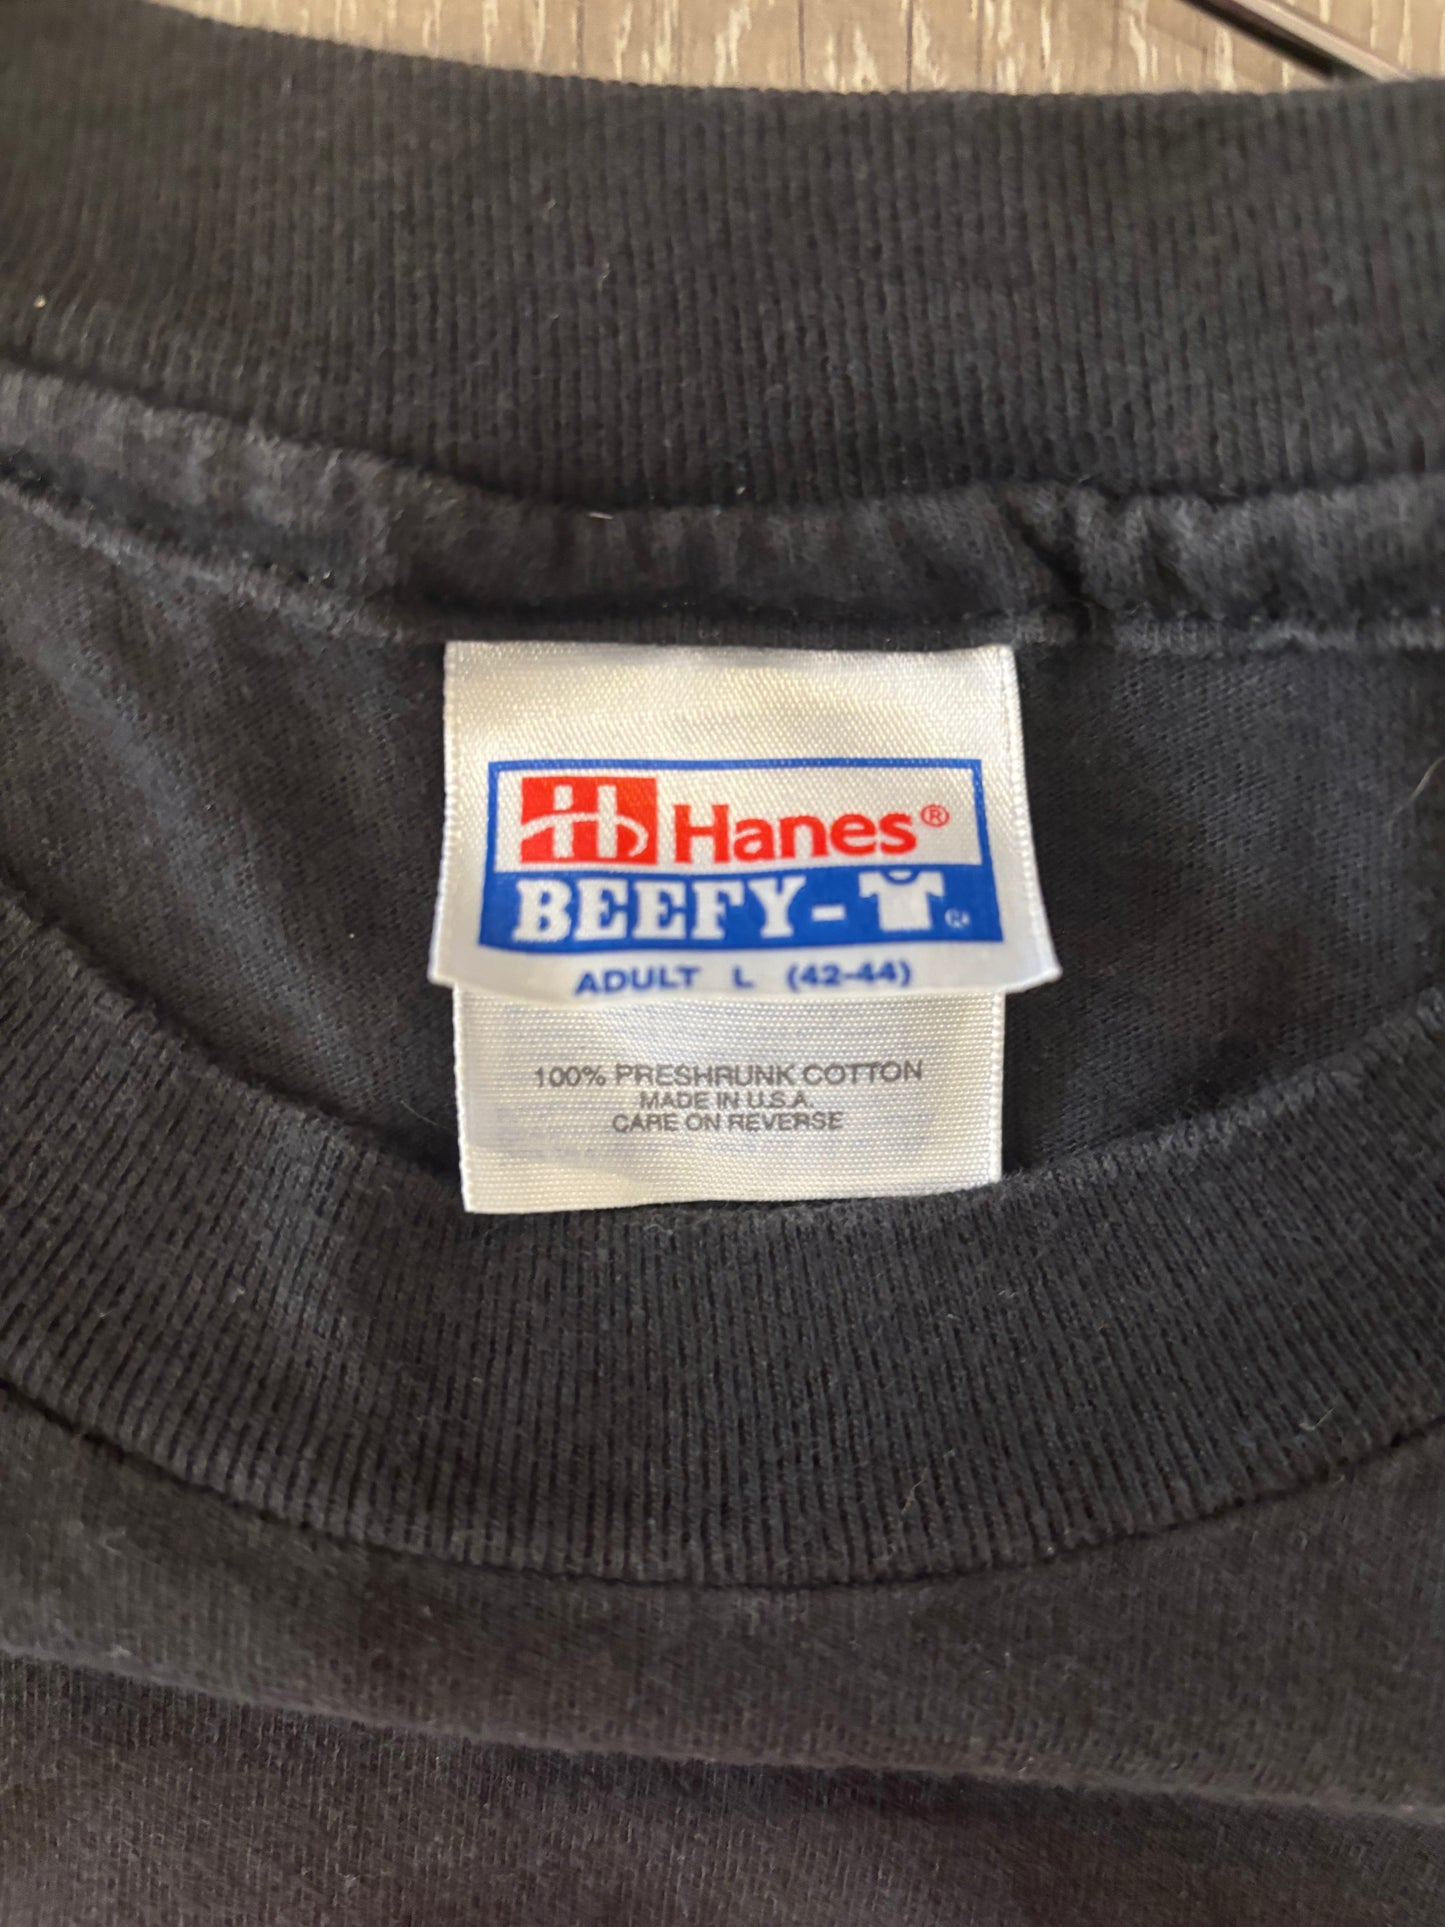 Hanes®
BEEFY-T®
ADULT L (42-44)
100% PRESHRUNK COTTON
MADE IN U.S.A.
CARE ON REVERSE